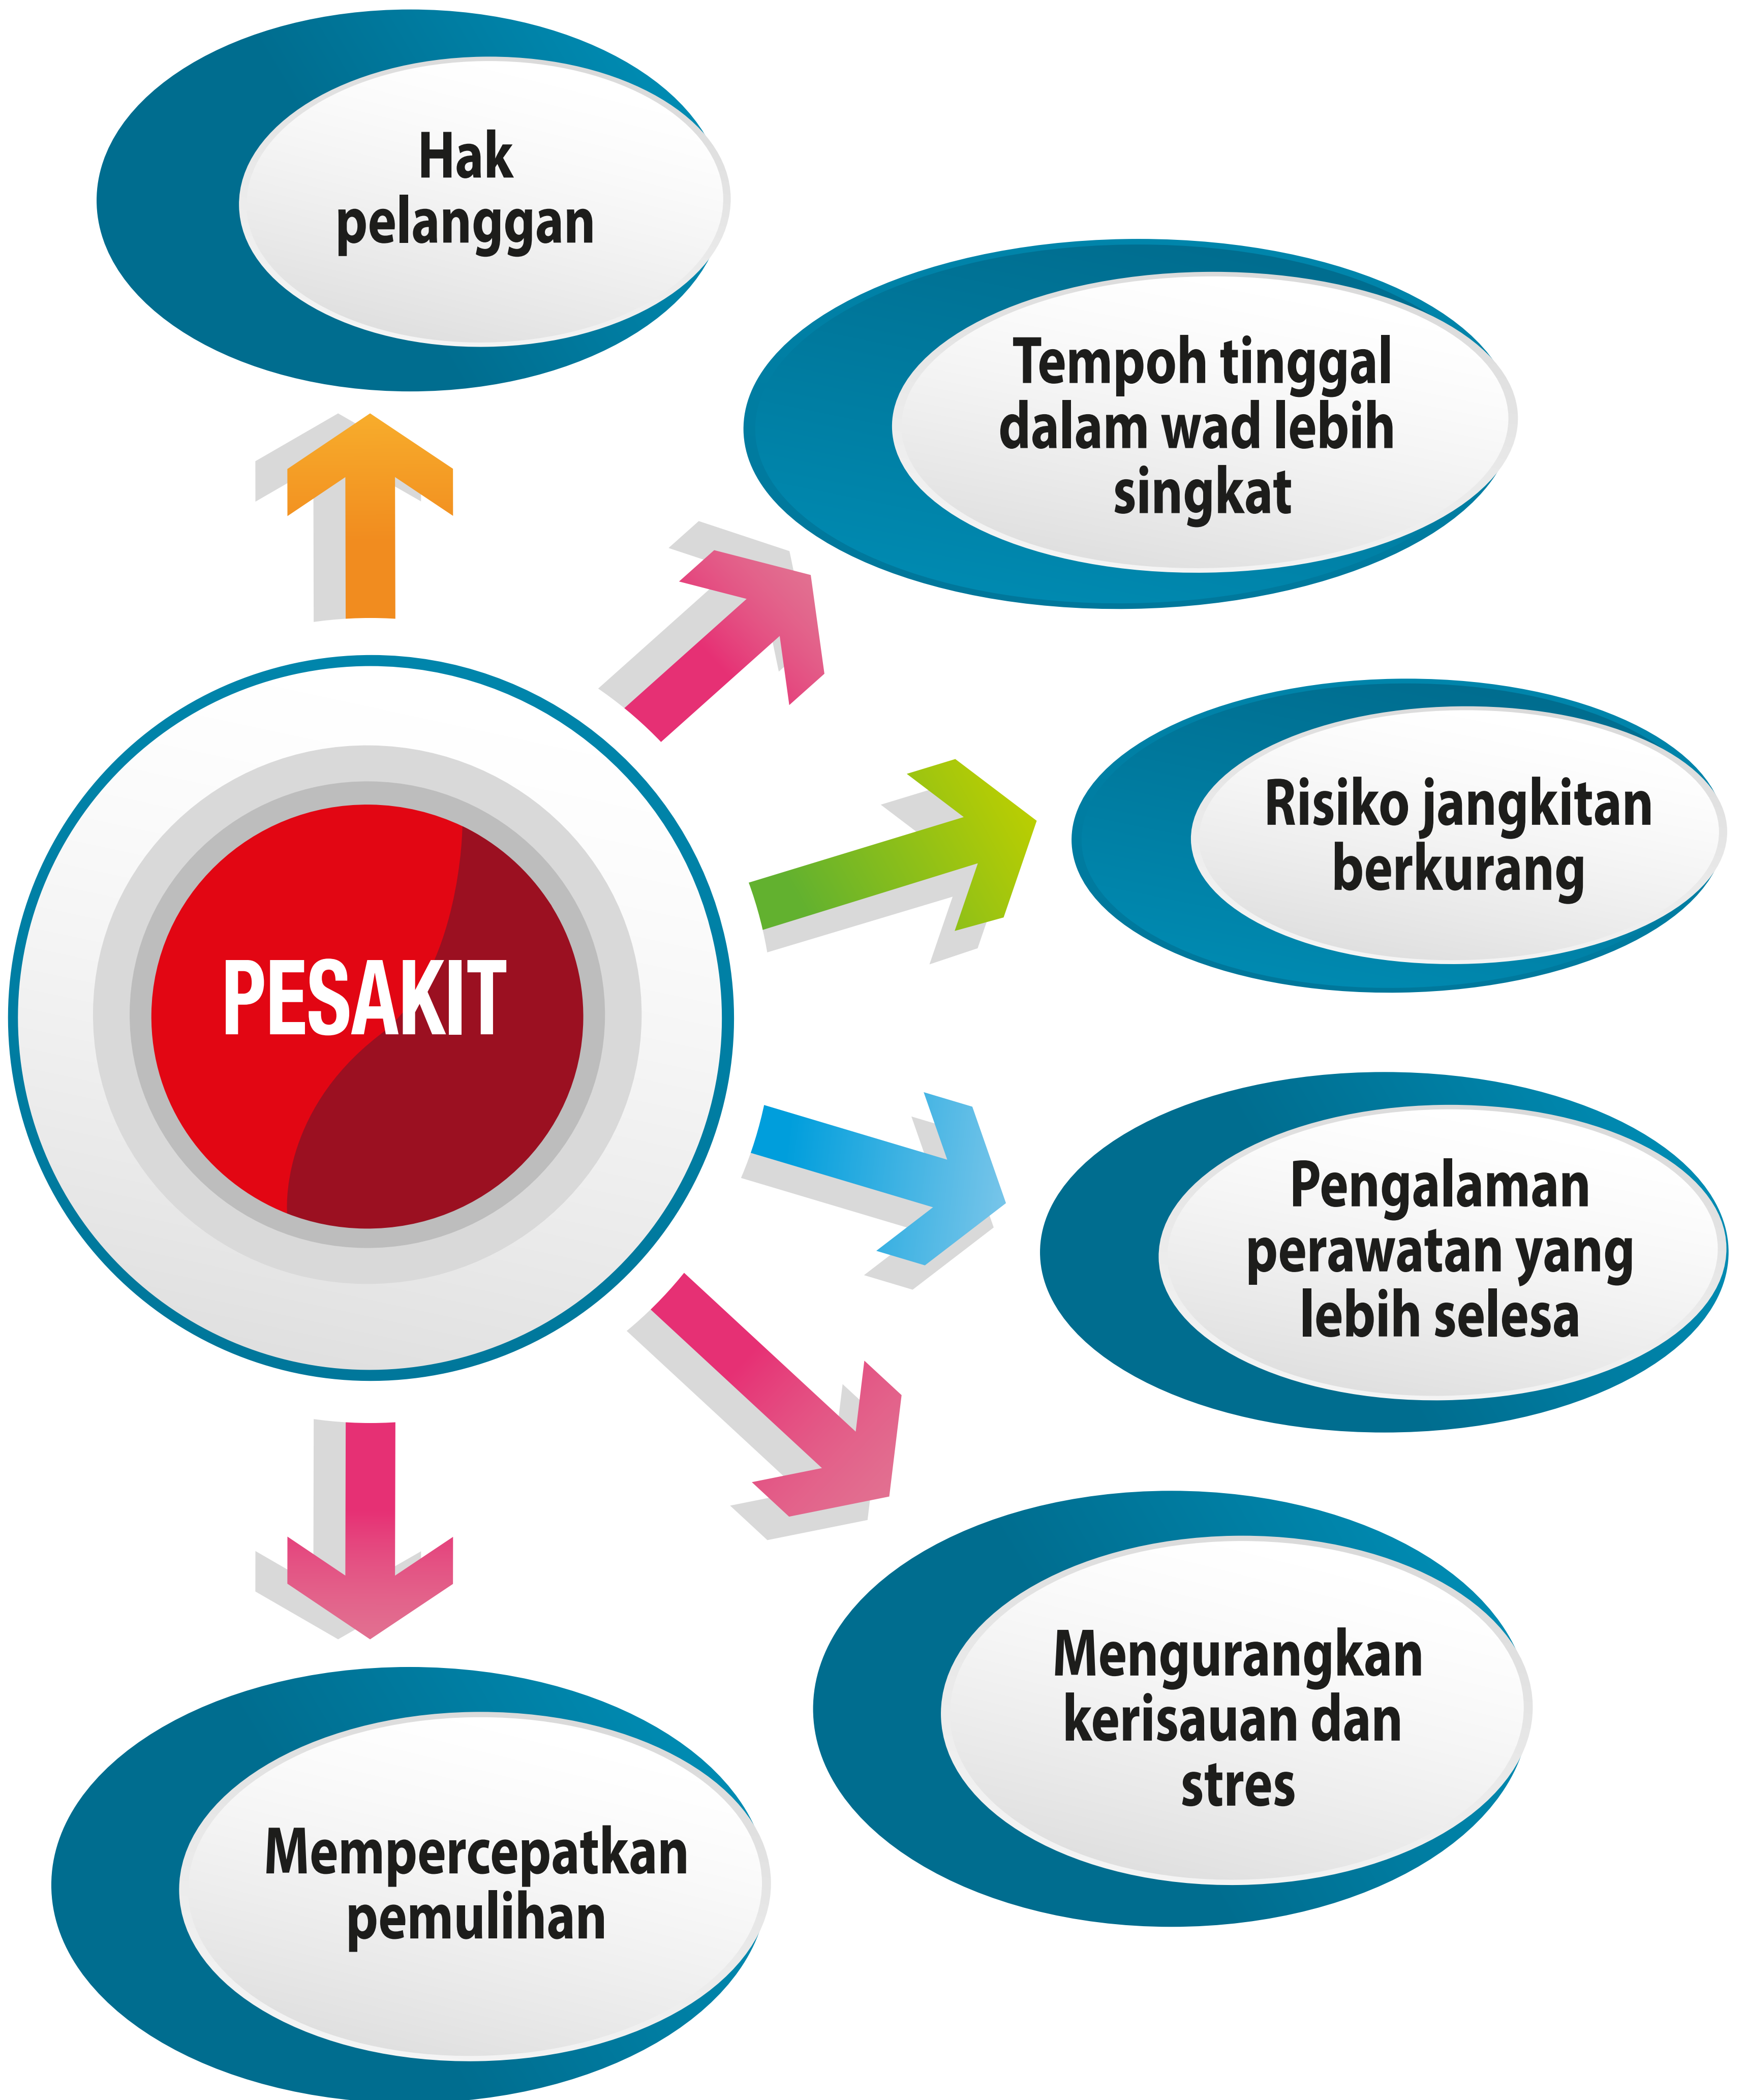 Hak
pelanggan
Tempoh tinggal
dalam wad lebih
singkat
Risiko jangkitan
berkurang
PESAKIT
Pengalaman
perawatan yang
lebih selesa
Mengurangkan
kerisauan dan
stres
Mempercepatkan
pemulihan